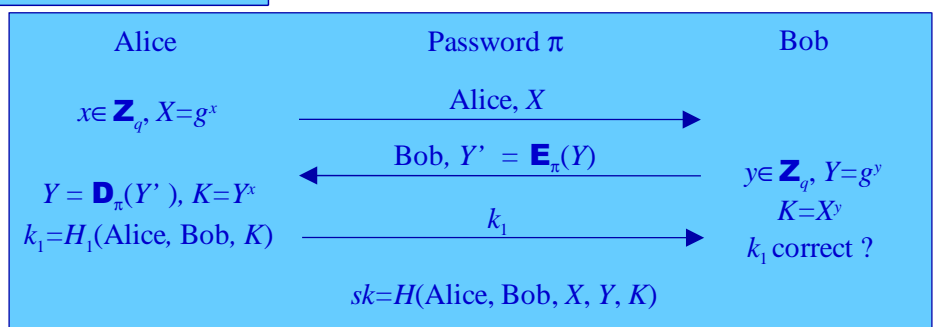 Alice Password π Bob
x∈ Z_q, X=g^x
Alice, X
Bob, Y’ = E_π(Y)
y∈ Z_q, Y=g^y
Y = D_π(Y’ ), K=Y^x
K=X^y
k_1=H_1(Alice, Bob, K)
k_1
k_1 correct ?
sk=H(Alice, Bob, X, Y, K)